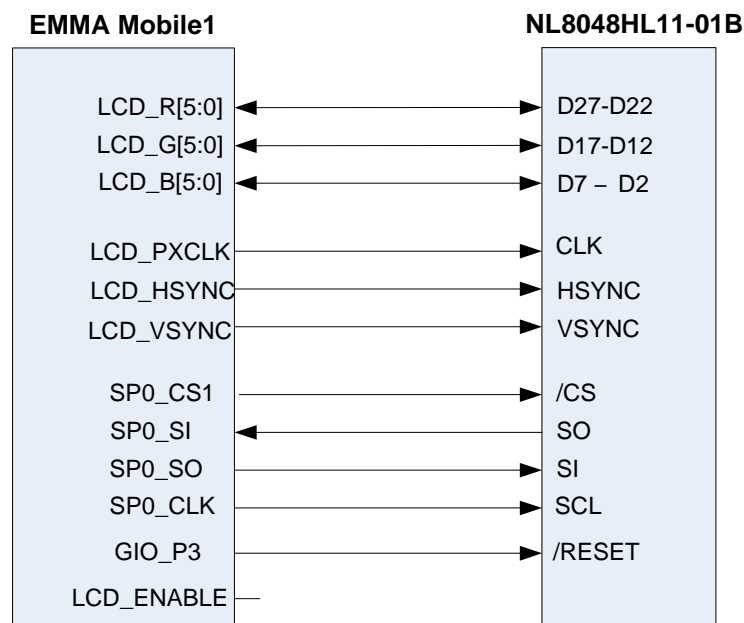 EMMA Mobile1 NL8048HL11-01B
LCD_R[5:0] D27-D22
LCD_G[5:0] D17-D12
LCD_B[5:0] D7 – D2
LCD_PXCLK CLK
LCD_HSYNC HSYNC
LCD_VSYNC VSYNC
SP0_CS1 /CS
SP0_SI SO
SP0_SO SI
SP0_CLK SCL
GIO_P3 /RESET
LCD_ENABLE